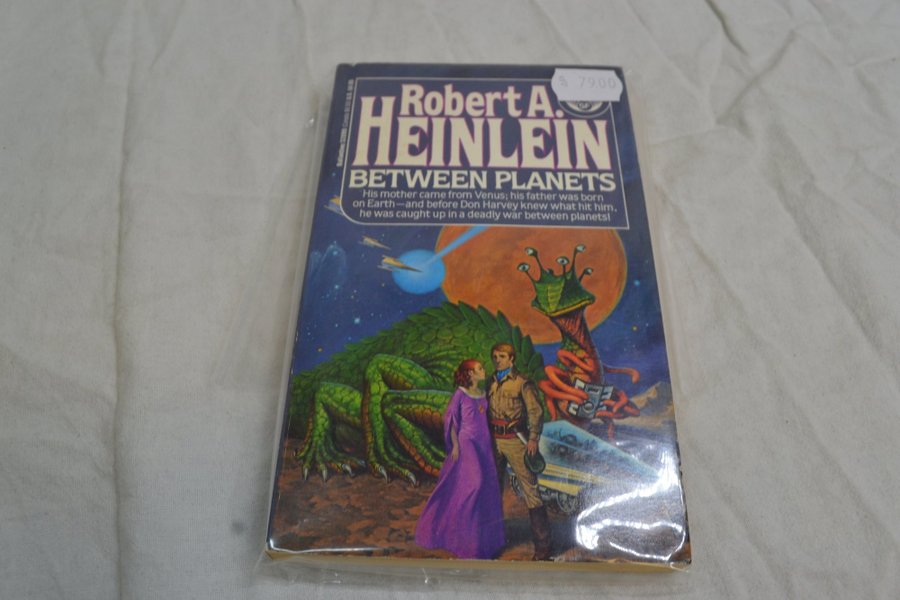 79.00
Robert A.
HEINLEIN
BETWEEN PLANETS
His mother came from Venus; his father was born
on Earth—and before Don Harvey knew what hit him,
he was caught up in a deadly war between planets!